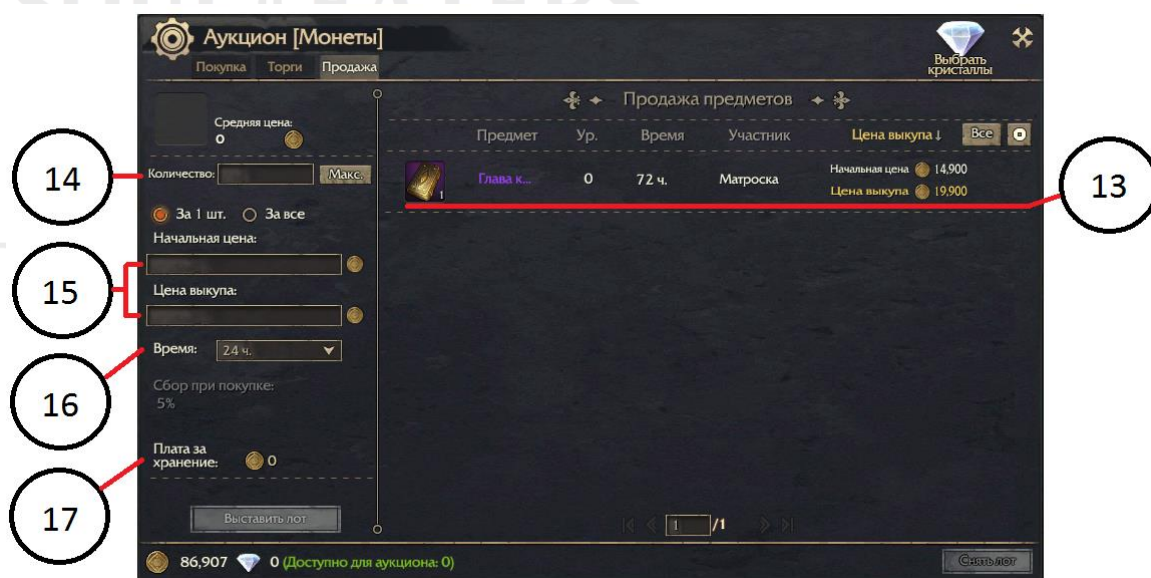 Аукцион [Монеты]
Выбрать
кристаллы
Покупка Торги Продажа
Средняя цена:
0
14
Количество: Макс.
За 1 шт. За все
Начальная цена:
15
Цена выкупа:
16
Время: 24 ч.
Сбор при покупке:
5%
17
Плата за
хранение: 0
Выставить лот
Продажа предметов
Предмет Ур. Время Участник Цена выкупа ↓ Все
1
Глава к... 0 72 ч. Матроска
Начальная цена 14,900
Цена выкупа 19,900
13
1 /1
86,907 0 (Доступно для аукциона: 0)
Снять лот